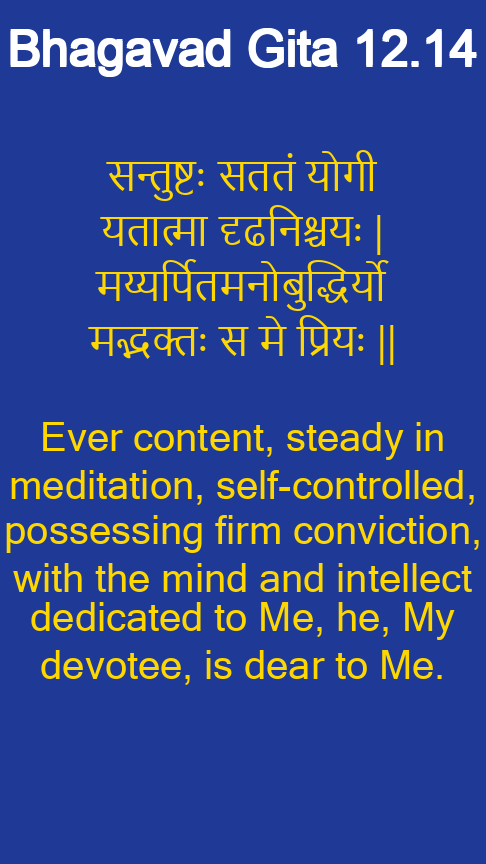 Bhagavad Gita 12.14
सन्तुष्टः सततं योगी
यतात्मा दृढनिश्चयः |
मय्यर्पितमनोबुद्धिर्यो
मद्भक्तः स मे प्रियः ||
Ever content, steady in
meditation, self-controlled,
possessing firm conviction,
with the mind and intellect
dedicated to Me, he, My
devotee, is dear to Me.